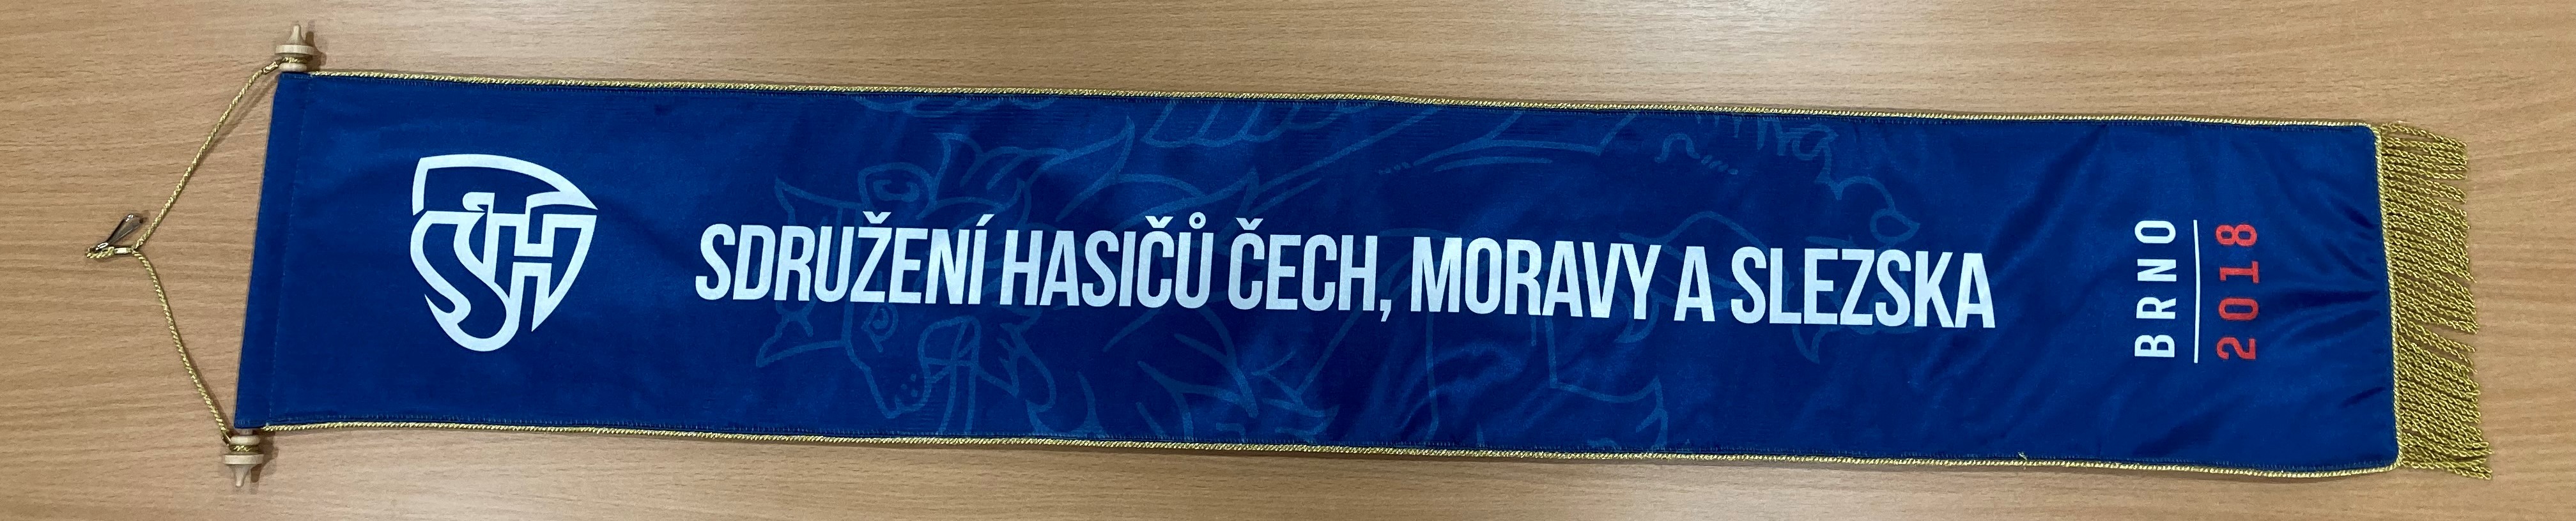 SH
SDRUŽENÍ HASIČŮ ČECH, MORAVY A SLEZSKA
BRNO
2018